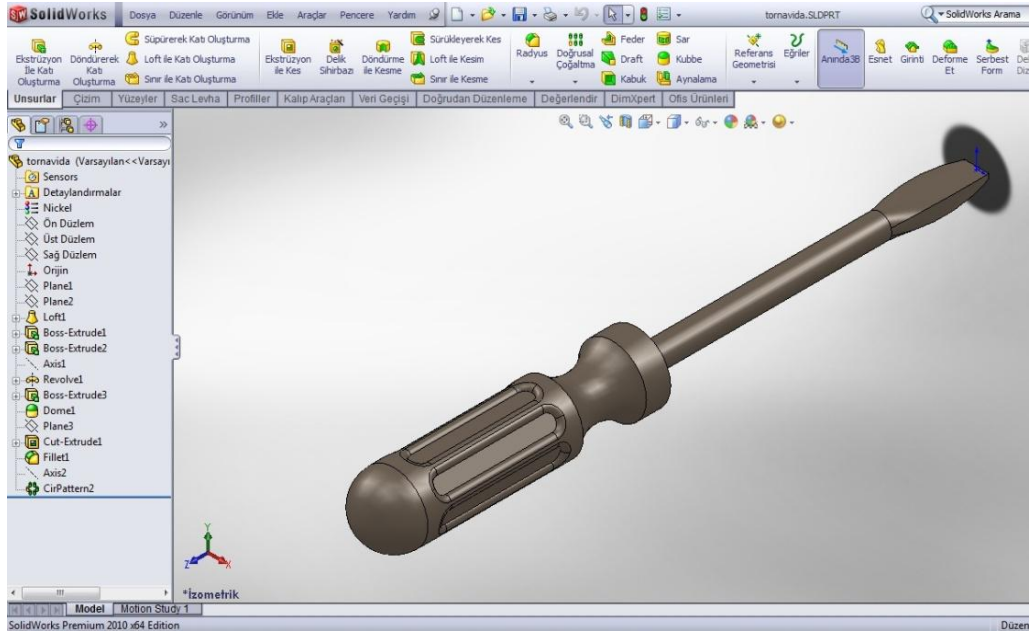 SolidWorks Dosya Düzenle Görünüm Ekle Araçlar Pencere Yardım tornavida.SLDPRT SolidWorks Arama
Ekstrüzyon İle Katı Oluşturma
Döndürerek Katı Oluşturma
Süpürerek Katı Oluşturma
Loft ile Katı Oluşturma
Sınır ile Katı Oluşturma
Ekstrüzyon ile Kes
Delik Sihirbazı
Döndürme ile Kesme
Sürükleyerek Kes
Loft ile Kesim
Sınır ile Kesme
Radyus
Doğrusal Çoğaltma
Feder
Draft
Kabuk
Sar
Kubbe
Aynalama
Referans Geometrisi
Eğriler
Anında3B
Esnet
Girinti
Deforme Et
Serbest Form
Unsurlar Çizim Yüzeyler Sac Levha Profiller Kalıp Araçları Veri Geçişi Doğrudan Düzenleme Değerlendir DimXpert Ofis Ürünleri
tornavida (Varsayılan<<Varsayı
Sensors
Detaylandırmalar
Nickel
Ön Düzlem
Üst Düzlem
Sağ Düzlem
Orijin
Plane1
Plane2
Loft1
Boss-Extrude1
Boss-Extrude2
Axis1
Revolve1
Boss-Extrude3
Dome1
Plane3
Cut-Extrude1
Fillet1
Axis2
CirPattern2
Y
Z X
*İzometrik
Model Motion Study 1
SolidWorks Premium 2010 x64 Edition Düzen